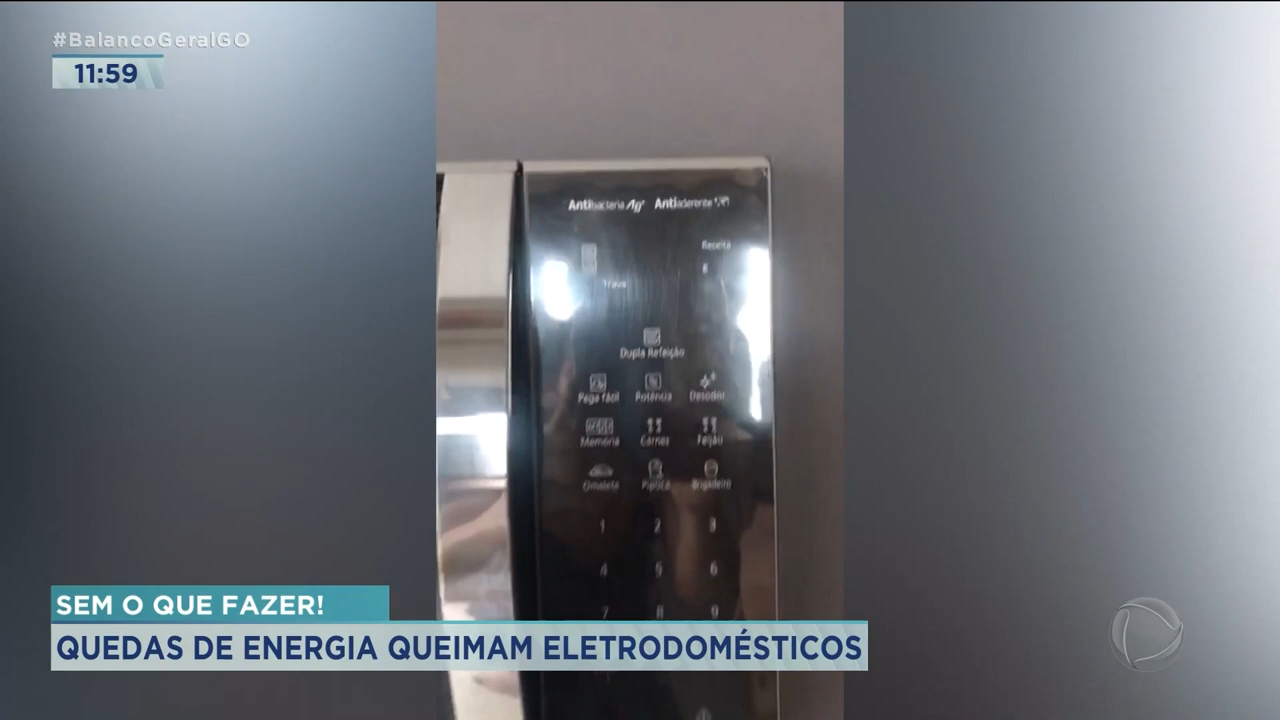 #BalancoGeralGO
11:59
Antibacteria Ag+ Antiaderente
Receita
Trava
Dupla Refeição
Pega fácil Potência Desodor
Memória Carnes Feijão
Omelete Pipoca Brigadeiro
1 2 3
4 5 6
7 8 9
SEM O QUE FAZER!
QUEDAS DE ENERGIA QUEIMAM ELETRODOMÉSTICOS